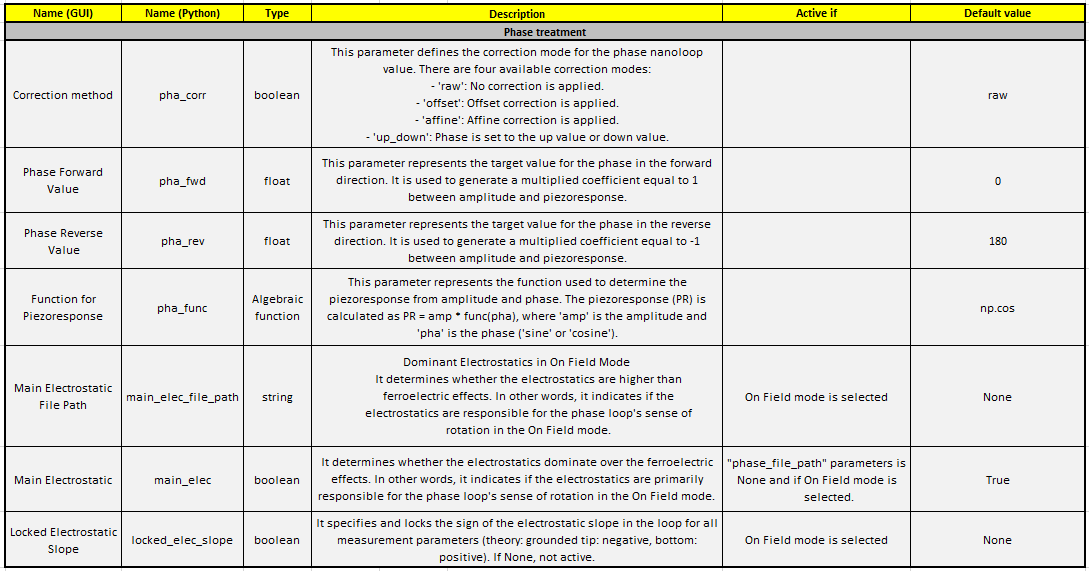 Name (GUI) Name (Python) Type Description Active if Default value
Phase treatment
This parameter defines the correction mode for the phase nanoloop
value. There are four available correction modes:
- 'raw': No correction is applied.
Correction method pha_corr boolean - 'offset': Offset correction is applied. raw
- 'affine': Affine correction is applied.
- 'up_down': Phase is set to the up value or down value.
Phase Forward
Value
pha_fwd
float
This parameter represents the target value for the phase in the forward
direction. It is used to generate a multiplied coefficient equal to 1
between amplitude and piezoresponse.
0
Phase Reverse
Value
pha_rev
float
This parameter represents the target value for the phase in the reverse
direction. It is used to generate a multiplied coefficient equal to -1
between amplitude and piezoresponse.
180
Function for
Piezoresponse
pha_func
Algebraic
function
This parameter represents the function used to determine the
piezoresponse from amplitude and phase. The piezoresponse (PR) is
calculated as PR = amp * func(pha), where 'amp' is the amplitude and
'pha' is the phase ('sine' or 'cosine').
np.cos
Main Electrostatic
File Path
main_elec_file_path
string
Dominant Electrostatics in On Field Mode
It determines whether the electrostatics are higher than
ferroelectric effects. In other words, it indicates if the
electrostatics are responsible for the phase loop's sense of
rotation in the On Field mode.
On Field mode is selected
None
Main Electrostatic
main_elec
boolean
It determines whether the electrostatics dominate over the ferroelectric
effects. In other words, it indicates if the electrostatics are primarily
responsible for the phase loop's sense of rotation in the On Field mode.
"phase_file_path" parameters is
None and if On Field mode is
selected.
True
Locked Electrostatic
Slope
locked_elec_slope
boolean
It specifies and locks the sign of the electrostatic slope in the loop for all
measurement parameters (theory: grounded tip: negative, bottom:
positive). If None, not active.
On Field mode is selected
None